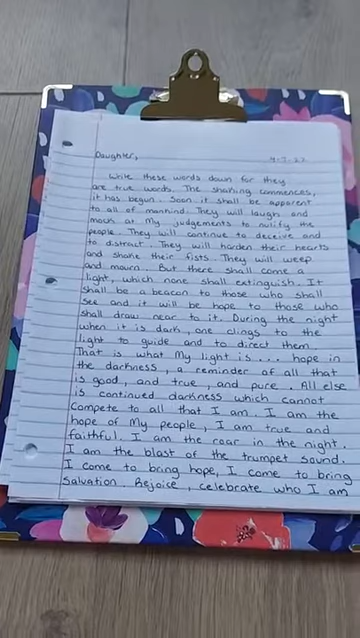 Daughter, 4-7-22
Write these words down for they
are true words. The shaking commences,
it has begun. Soon it shall be apparent
to all of mankind. They will laugh and
mock at My judgements to nullify the
people. They will continue to deceive and
to distract. They will harden their hearts
and shake their fists. They will weep
and mourn. But there shall come a
light, which none shall extinguish. It
shall be a beacon to those who shall
see and it will be hope to those who
shall draw near to it. During the night
when it is dark, one clings to the
light to guide and to direct them.
That is what My light is.... hope in
the darkness, a reminder of all that
is good, and true, and pure. All else
is continued darkness which cannot
compete to all that I am. I am the
hope of My people, I am true and
faithful. I am the roar in the night.
I am the blast of the trumpet sound.
I come to bring hope, I come to bring
Salvation. Rejoice, celebrate who I am